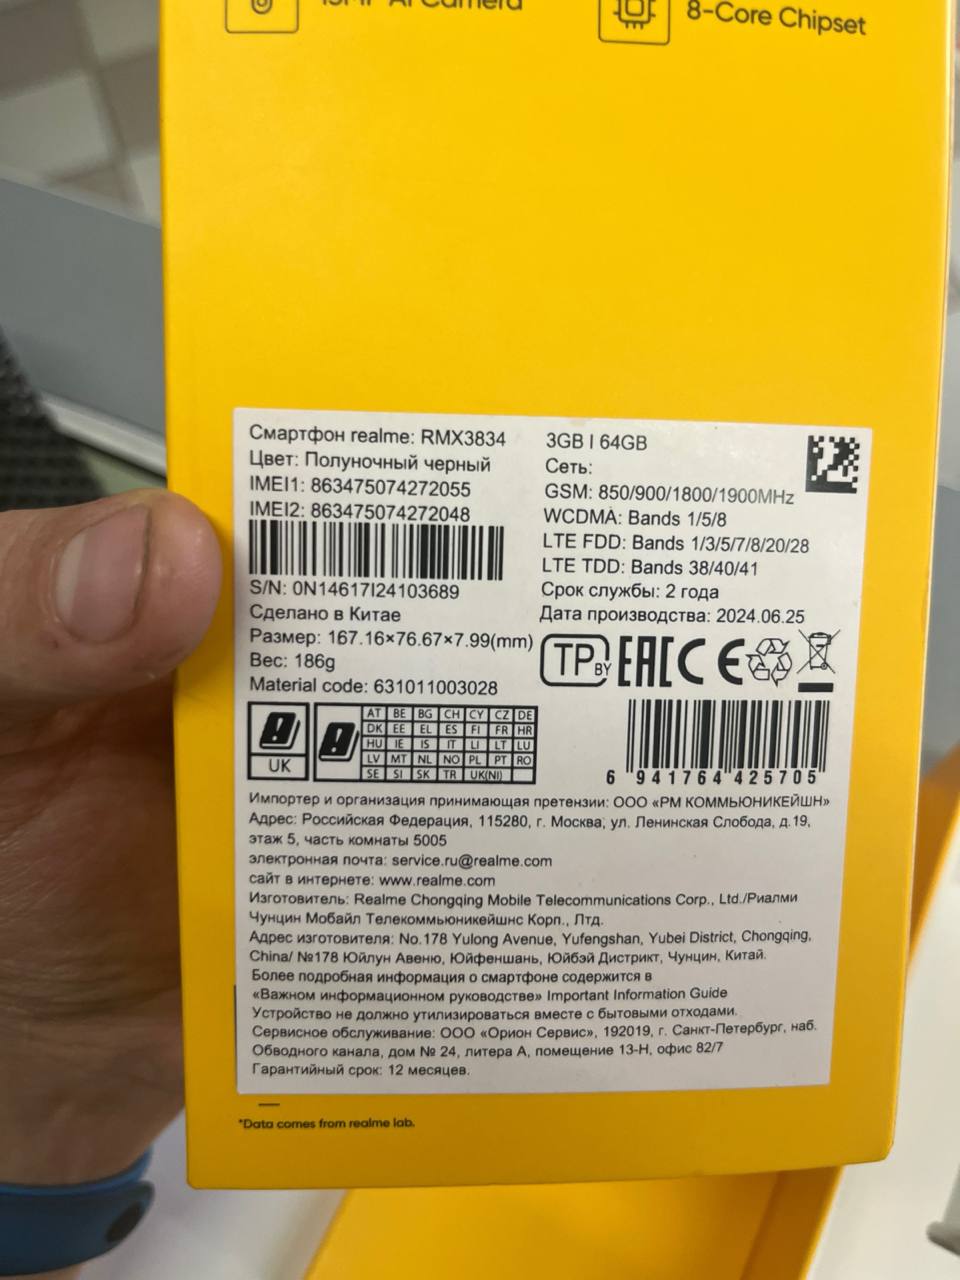 AI Camera
8-Core Chipset
Смартфон realme: RMX3834
Цвет: Полуночный черный
IMEI1: 863475074272055
IMEI2: 863475074272048
S/N: 0N14617I24103689
Сделано в Китае
Размер: 167.16×76.67×7.99(mm)
Вес: 186g
Material code: 631011003028
3GB I 64GB
Сеть:
GSM: 850/900/1800/1900MHz
WCDMA: Bands 1/5/8
LTE FDD: Bands 1/3/5/7/8/20/28
LTE TDD: Bands 38/40/41
Срок службы: 2 года
Дата производства: 2024.06.25
TP BY EAC CE
UK
AT BE BG CH CY CZ DE
DK EE EL ES FI FR HR
HU IE IS IT LI LT LU
LV MT NL NO PL PT RO
SE SI SK TR UK(NI)
6 941764 425705
Импортер и организация принимающая претензии: ООО «РМ КОММЬЮНИКЕЙШН»
Адрес: Российская Федерация, 115280, г. Москва, ул. Ленинская Слобода, д.19,
этаж 5, часть комнаты 5005
электронная почта: service.ru@realme.com
сайт в интернете: www.realme.com
Изготовитель: Realme Chongqing Mobile Telecommunications Corp., Ltd./Риалми
Чунцин Мобайл Телекоммьюникейшнс Корп., Лтд.
Адрес изготовителя: No.178 Yulong Avenue, Yufengshan, Yubei District, Chongqing,
China/ №178 Юйлун Авеню, Юйфеншань, Юйбэй Дистрикт, Чунцин, Китай.
Более подробная информация о смартфоне содержится в
«Важном информационном руководстве» Important Information Guide
Устройство не должно утилизироваться вместе с бытовыми отходами.
Сервисное обслуживание: ООО «Орион Сервис», 192019, г. Санкт-Петербург, наб.
Обводного канала, дом № 24, литера А, помещение 13-Н, офис 82/7
Гарантийный срок: 12 месяцев.
*Data comes from realme lab.